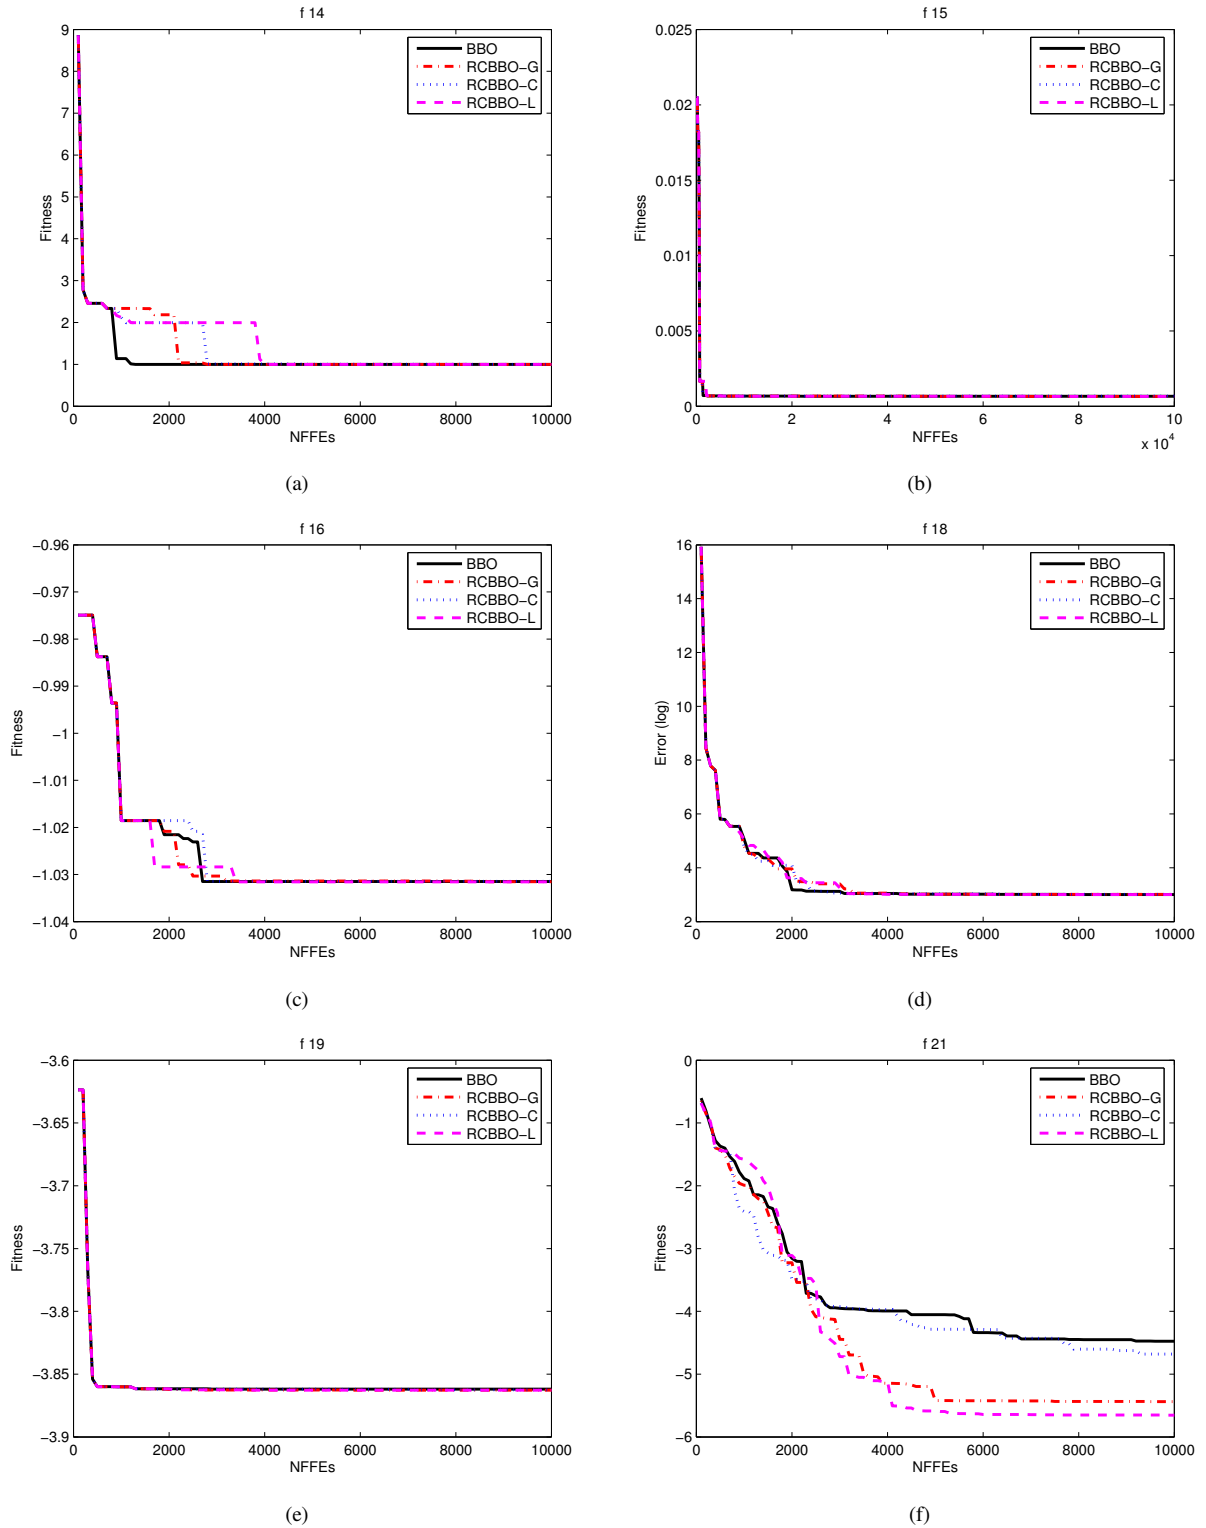 f 14
9
8
7
6
5
4
3
2
1
0
Fitness
0 2000 4000 6000 8000 10000
NFFEs
BBO
RCBBO−G
RCBBO−C
RCBBO−L
(a)
f 15
0.025
0.02
0.015
0.01
0.005
0
Fitness
0 2 4 6 8 10
x 10^4
NFFEs
BBO
RCBBO−G
RCBBO−C
RCBBO−L
(b)
f 16
−0.96
−0.97
−0.98
−0.99
−1
−1.01
−1.02
−1.03
−1.04
Fitness
0 2000 4000 6000 8000 10000
NFFEs
BBO
RCBBO−G
RCBBO−C
RCBBO−L
(c)
f 18
16
14
12
10
8
6
4
2
Error (log)
0 2000 4000 6000 8000 10000
NFFEs
BBO
RCBBO−G
RCBBO−C
RCBBO−L
(d)
f 19
−3.6
−3.65
−3.7
−3.75
−3.8
−3.85
−3.9
Fitness
0 2000 4000 6000 8000 10000
NFFEs
BBO
RCBBO−G
RCBBO−C
RCBBO−L
(e)
f 21
0
−1
−2
−3
−4
−5
−6
Fitness
0 2000 4000 6000 8000 10000
NFFEs
BBO
RCBBO−G
RCBBO−C
RCBBO−L
(f)